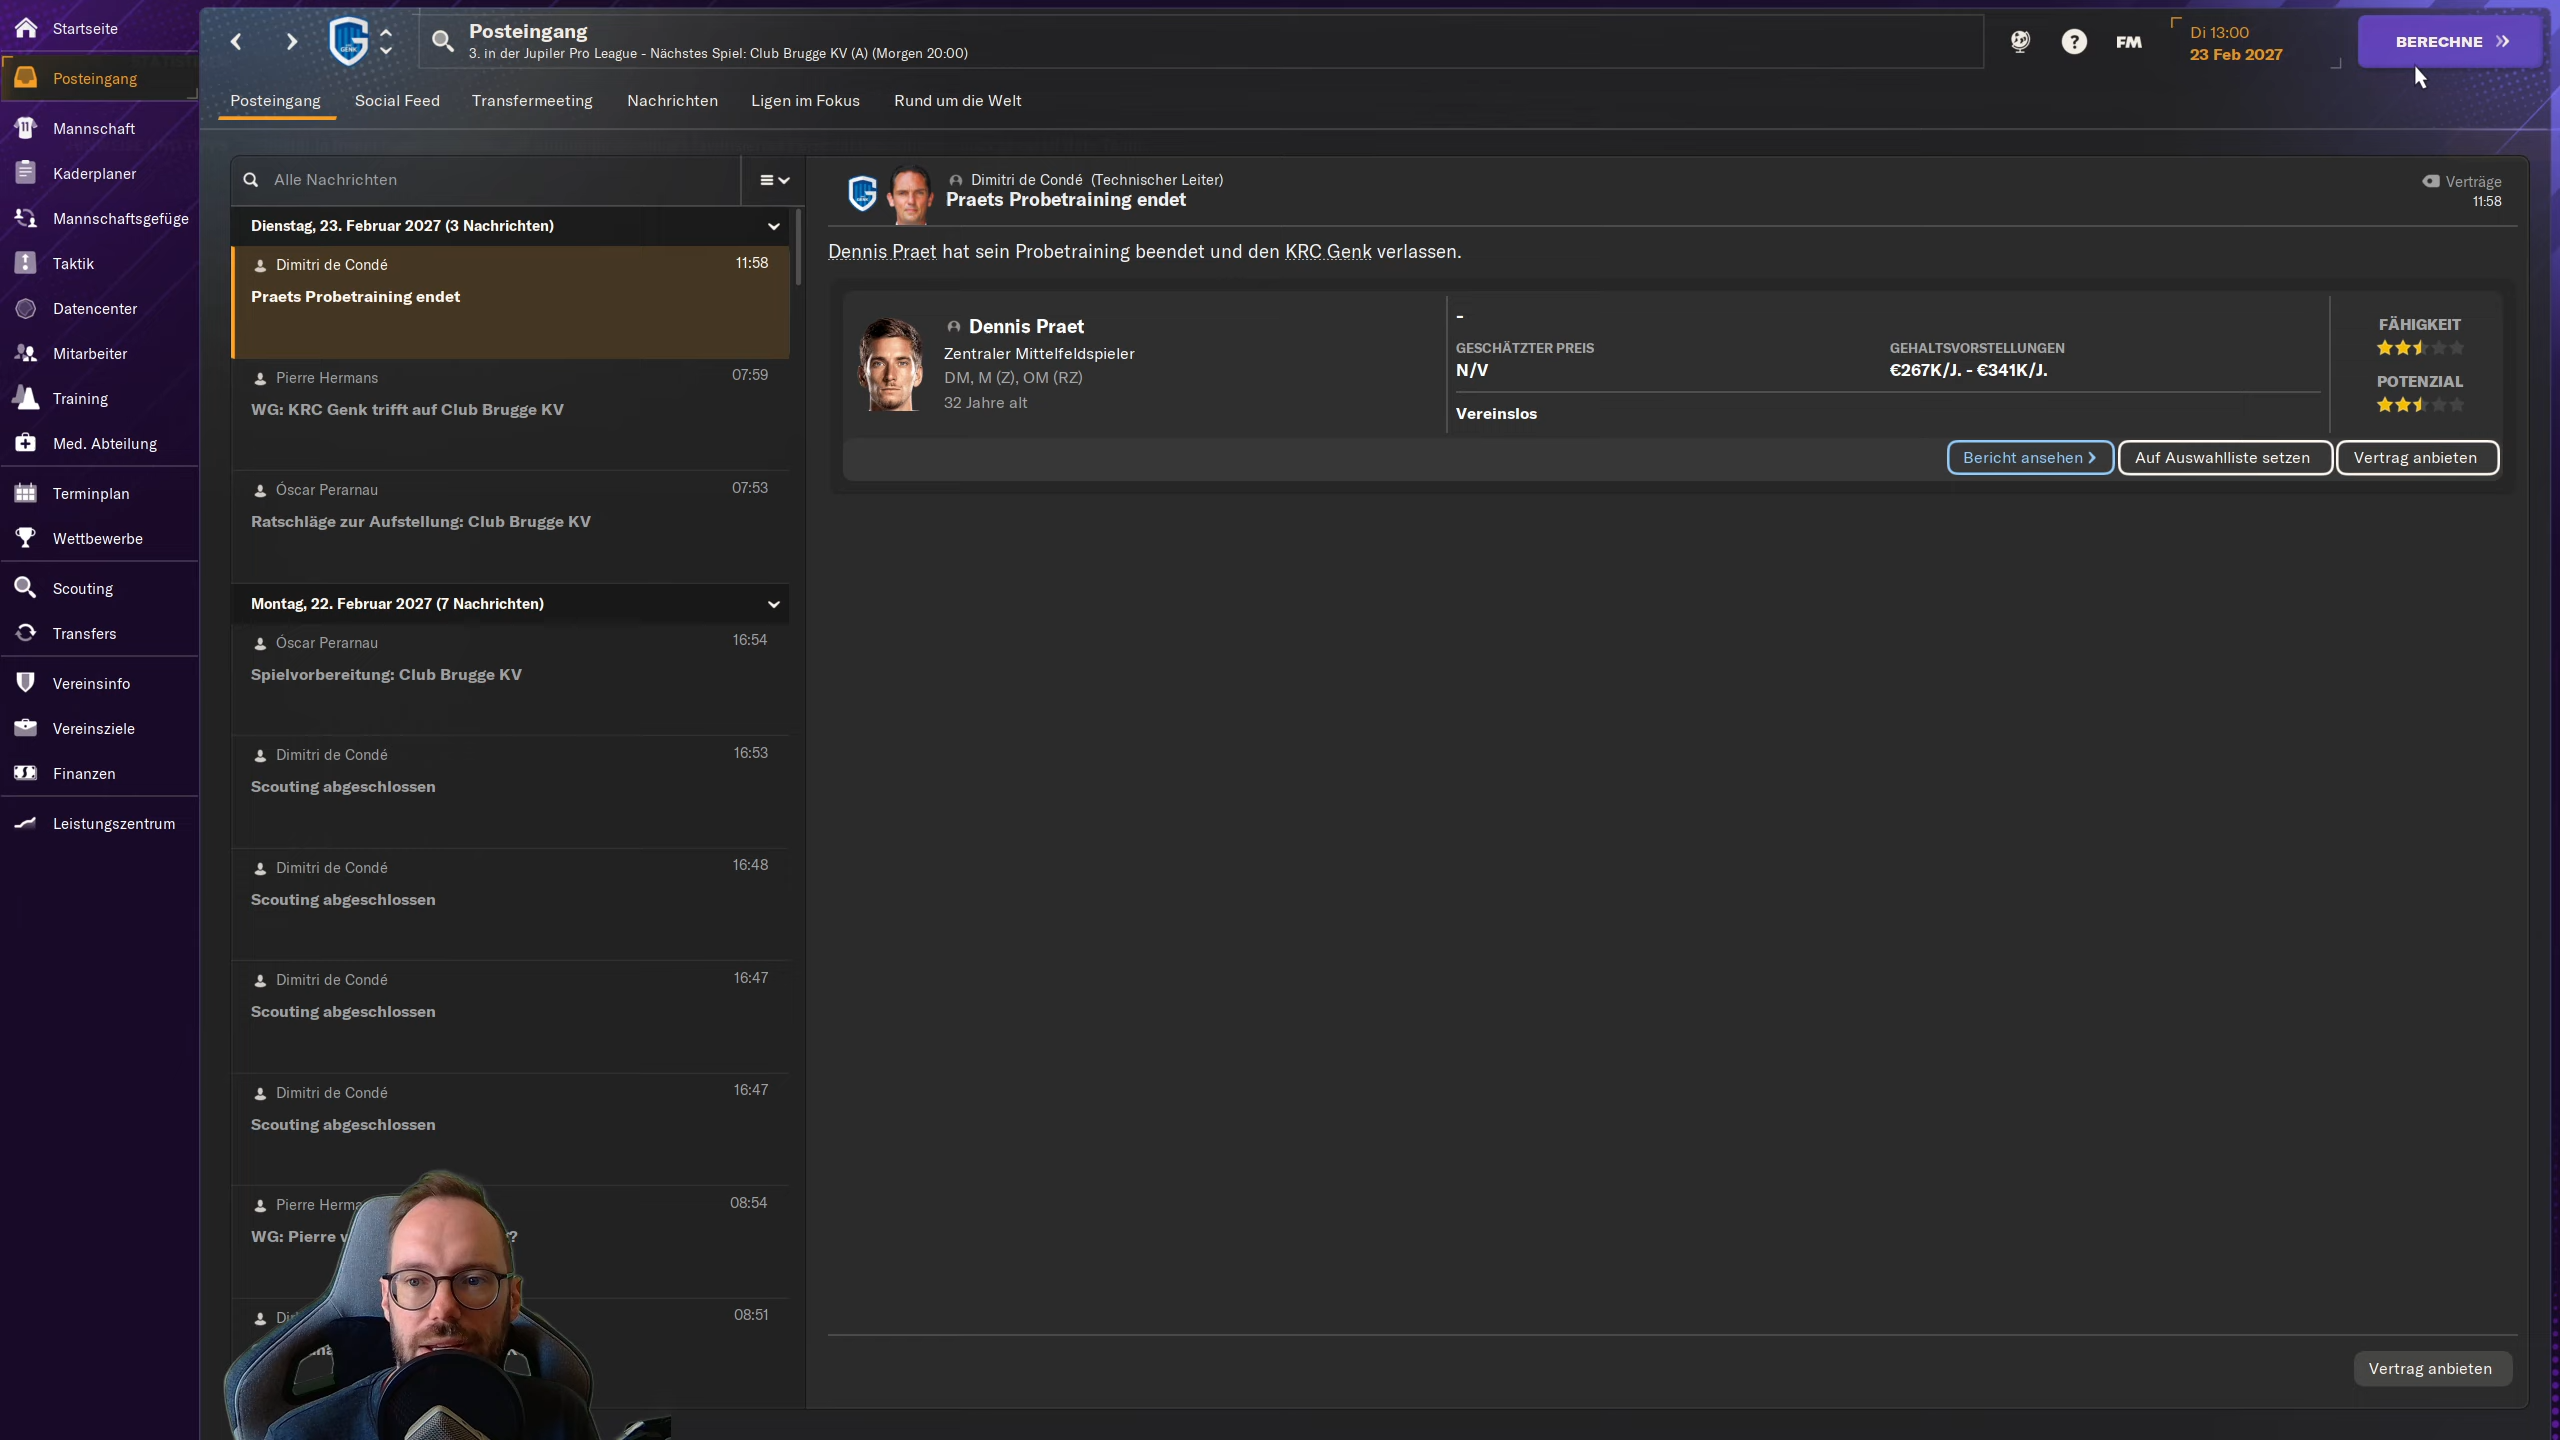 Startseite
Posteingang
Mannschaft
Kaderplaner
Mannschaftsgefüge
Taktik
Datencenter
Mitarbeiter
Training
Med. Abteilung
Terminplan
Wettbewerbe
Scouting
Transfers
Vereinsinfo
Vereinsziele
Finanzen
Leistungszentrum
GENK
Posteingang
3. in der Jupiler Pro League - Nächstes Spiel: Club Brugge KV (A) (Morgen 20:00)
?
FM
Di 13:00
23 Feb 2027
BERECHNE
Posteingang Social Feed Transfermeeting Nachrichten Ligen im Fokus Rund um die Welt
Alle Nachrichten
Dienstag, 23. Februar 2027 (3 Nachrichten)
Dimitri de Condé 11:58
Praets Probetraining endet
Pierre Hermans 07:59
WG: KRC Genk trifft auf Club Brugge KV
Óscar Perarnau 07:53
Ratschläge zur Aufstellung: Club Brugge KV
Montag, 22. Februar 2027 (7 Nachrichten)
Óscar Perarnau 16:54
Spielvorbereitung: Club Brugge KV
Dimitri de Condé 16:53
Scouting abgeschlossen
Dimitri de Condé 16:48
Scouting abgeschlossen
Dimitri de Condé 16:47
Scouting abgeschlossen
Dimitri de Condé 16:47
Scouting abgeschlossen
Pierre 08:54
WG: Pierre ?
08:51
Dimitri de Condé (Technischer Leiter)
Praets Probetraining endet
Verträge
11:58
Dennis Praet hat sein Probetraining beendet und den KRC Genk verlassen.
Dennis Praet
Zentraler Mittelfeldspieler
DM, M (Z), OM (RZ)
32 Jahre alt
-
GESCHÄTZTER PREIS
N/V
GEHALTSVORSTELLUNGEN
€267K/J. - €341K/J.
Vereinslos
FÄHIGKEIT
POTENZIAL
Bericht ansehen
Auf Auswahlliste setzen
Vertrag anbieten
Vertrag anbieten